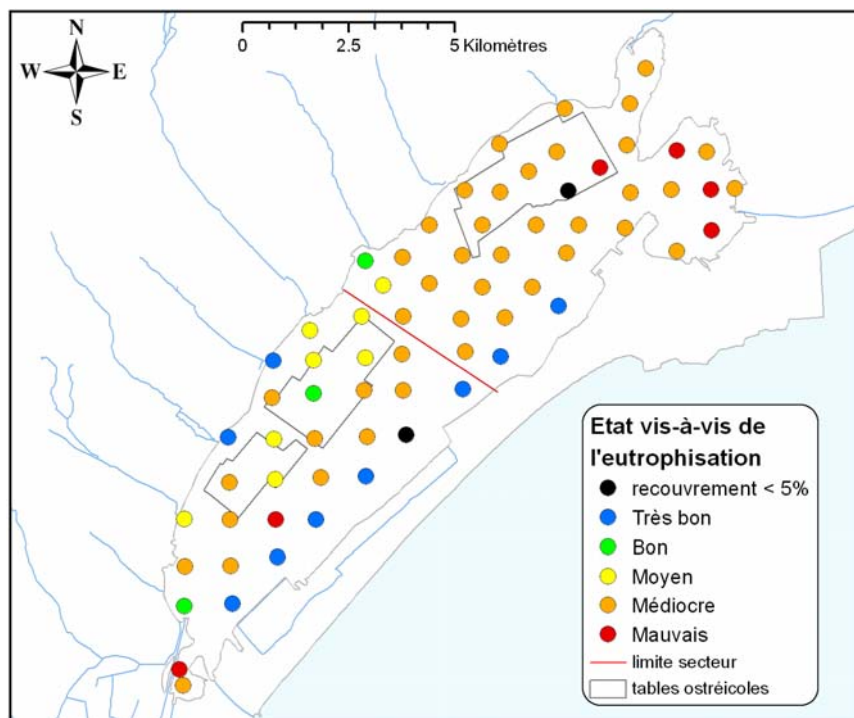 N
W E
S
0 2.5 5 Kilomètres
Etat vis-à-vis de
l'eutrophisation
recouvrement < 5%
Très bon
Bon
Moyen
Médiocre
Mauvais
limite secteur
tables ostréicoles